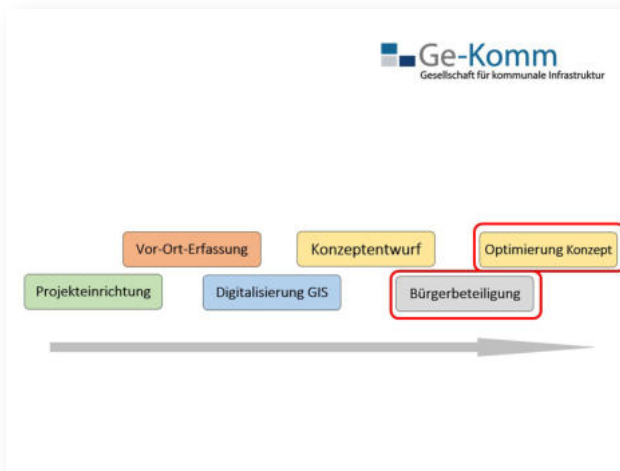 Ge-Komm
Gesellschaft für kommunale Infrastruktur
Vor-Ort-Erfassung
Konzeptentwurf
Optimierung Konzept
Projekteinrichtung
Digitalisierung GIS
Bürgerbeteiligung